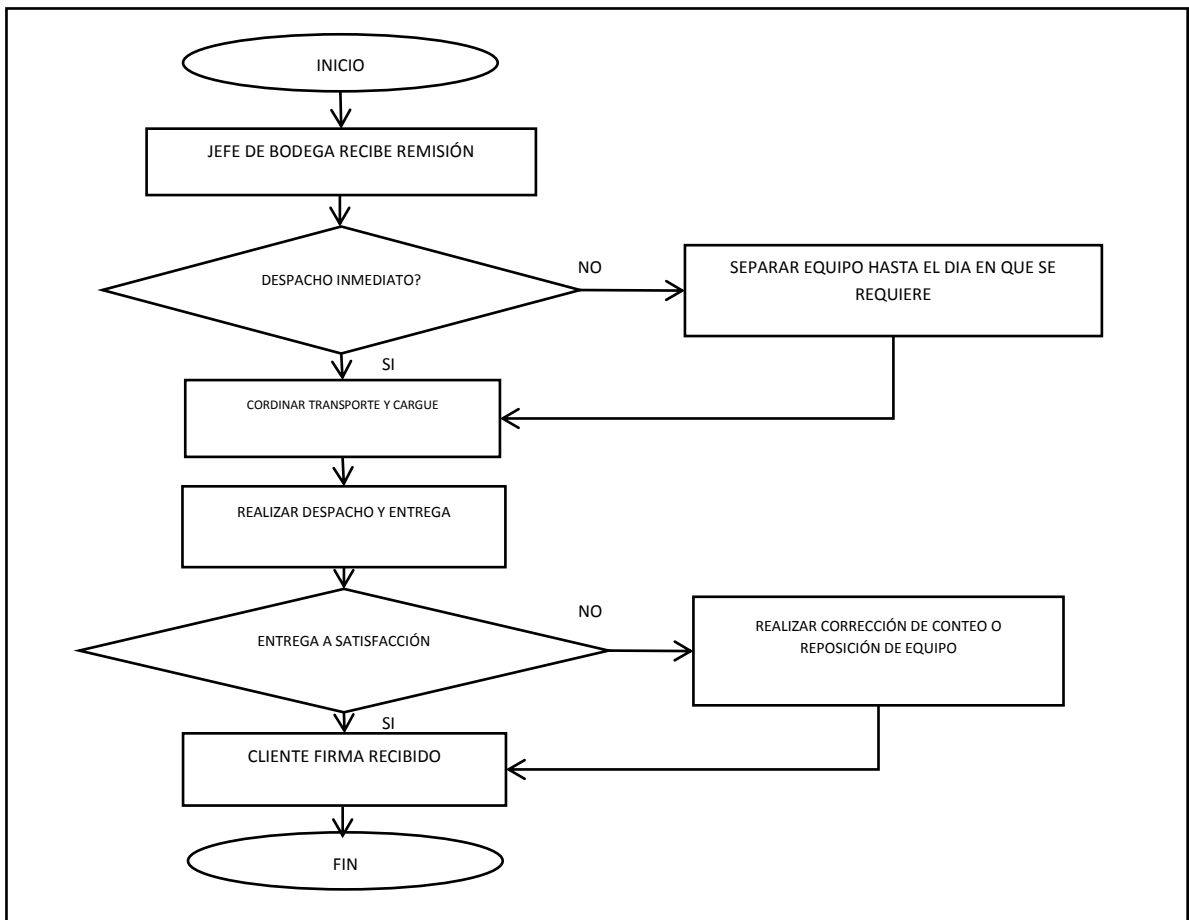 INICIO
JEFE DE BODEGA RECIBE REMISIÓN
DESPACHO INMEDIATO?
NO
SEPARAR EQUIPO HASTA EL DIA EN QUE SE
REQUIERE
SI
CORDINAR TRANSPORTE Y CARGUE
REALIZAR DESPACHO Y ENTREGA
ENTREGA A SATISFACCIÓN
NO
REALIZAR CORRECCIÓN DE CONTEO O
REPOSICIÓN DE EQUIPO
SI
CLIENTE FIRMA RECIBIDO
FIN